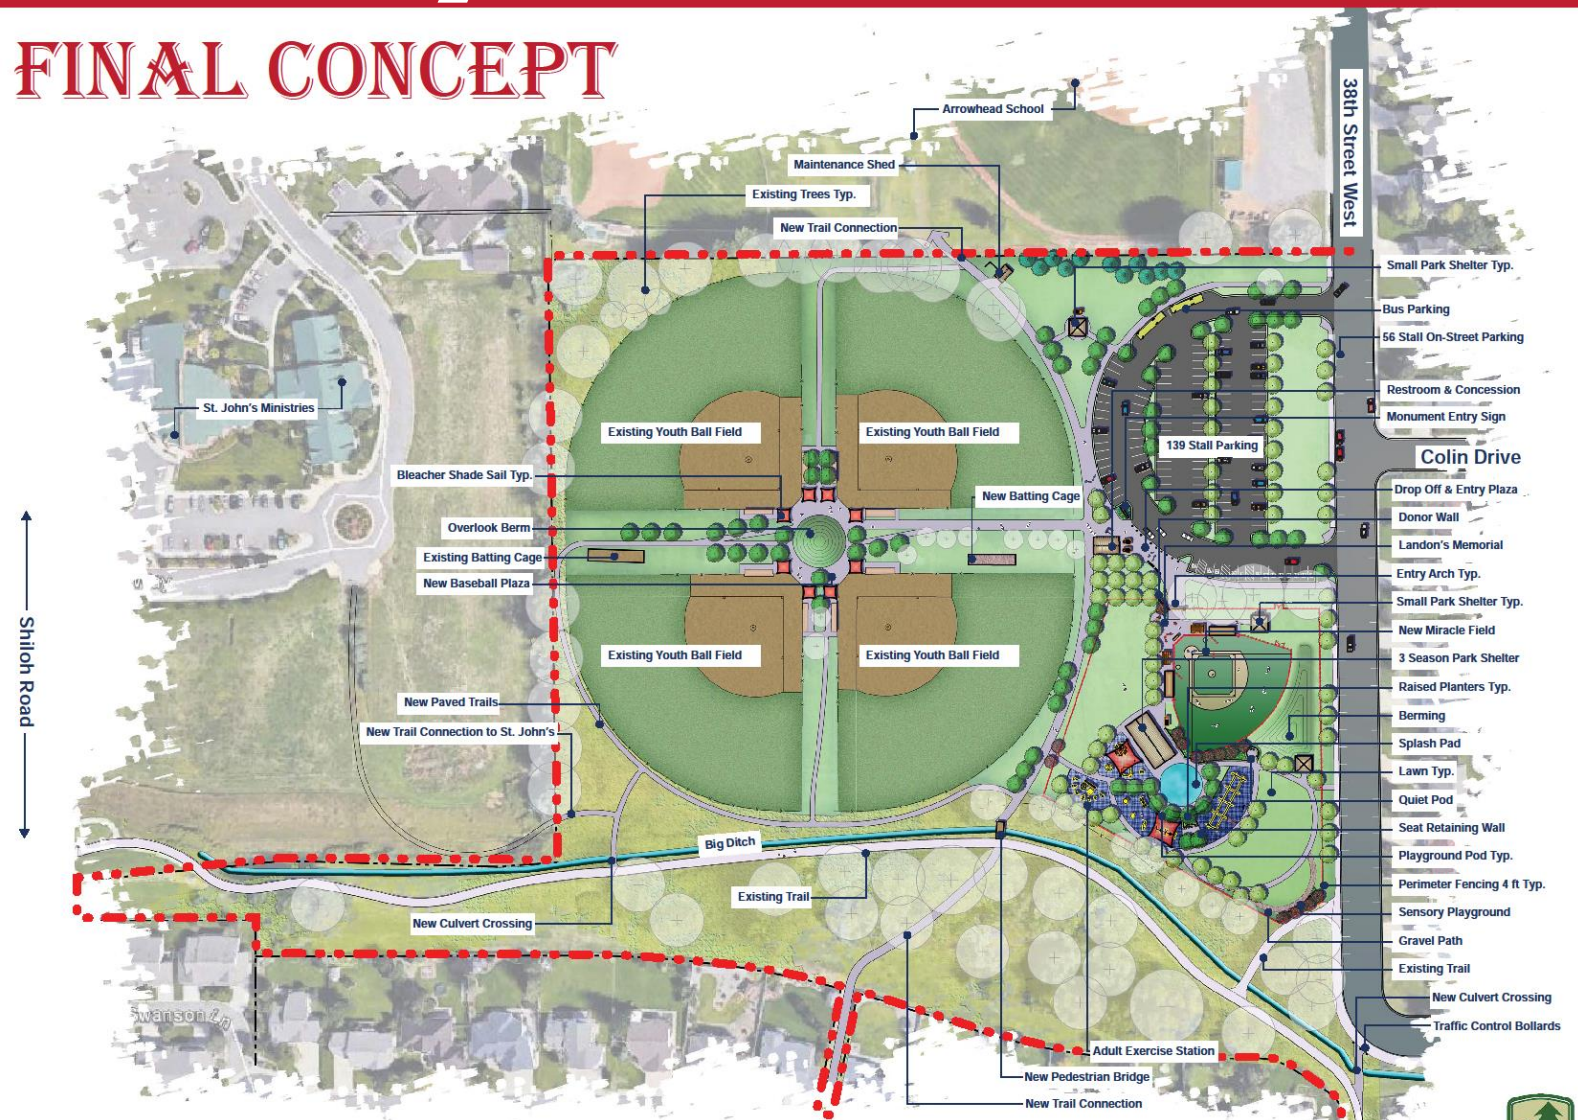 FINAL CONCEPT
38th Street West
Arrowhead School
Maintenance Shed
Existing Trees Typ.
New Trail Connection
Small Park Shelter Typ.
Bus Parking
56 Stall On-Street Parking
Restroom & Concession
Monument Entry Sign
139 Stall Parking
Colin Drive
St. John's Ministries
Existing Youth Ball Field
Existing Youth Ball Field
Bleacher Shade Sail Typ.
New Batting Cage
Drop Off & Entry Plaza
Donor Wall
Overlook Berm
Landon's Memorial
Existing Batting Cage
Entry Arch Typ.
New Baseball Plaza
Small Park Shelter Typ.
Shiloh Road
New Miracle Field
Existing Youth Ball Field
Existing Youth Ball Field
3 Season Park Shelter
Raised Planters Typ.
New Paved Trails
Berming
New Trail Connection to St. John's
Splash Pad
Lawn Typ.
Quiet Pod
Seat Retaining Wall
Big Ditch
Playground Pod Typ.
Existing Trail
Perimeter Fencing 4 ft Typ.
Sensory Playground
New Culvert Crossing
Gravel Path
Existing Trail
New Culvert Crossing
Swanson Ln
Traffic Control Bollards
Adult Exercise Station
New Pedestrian Bridge
New Trail Connection